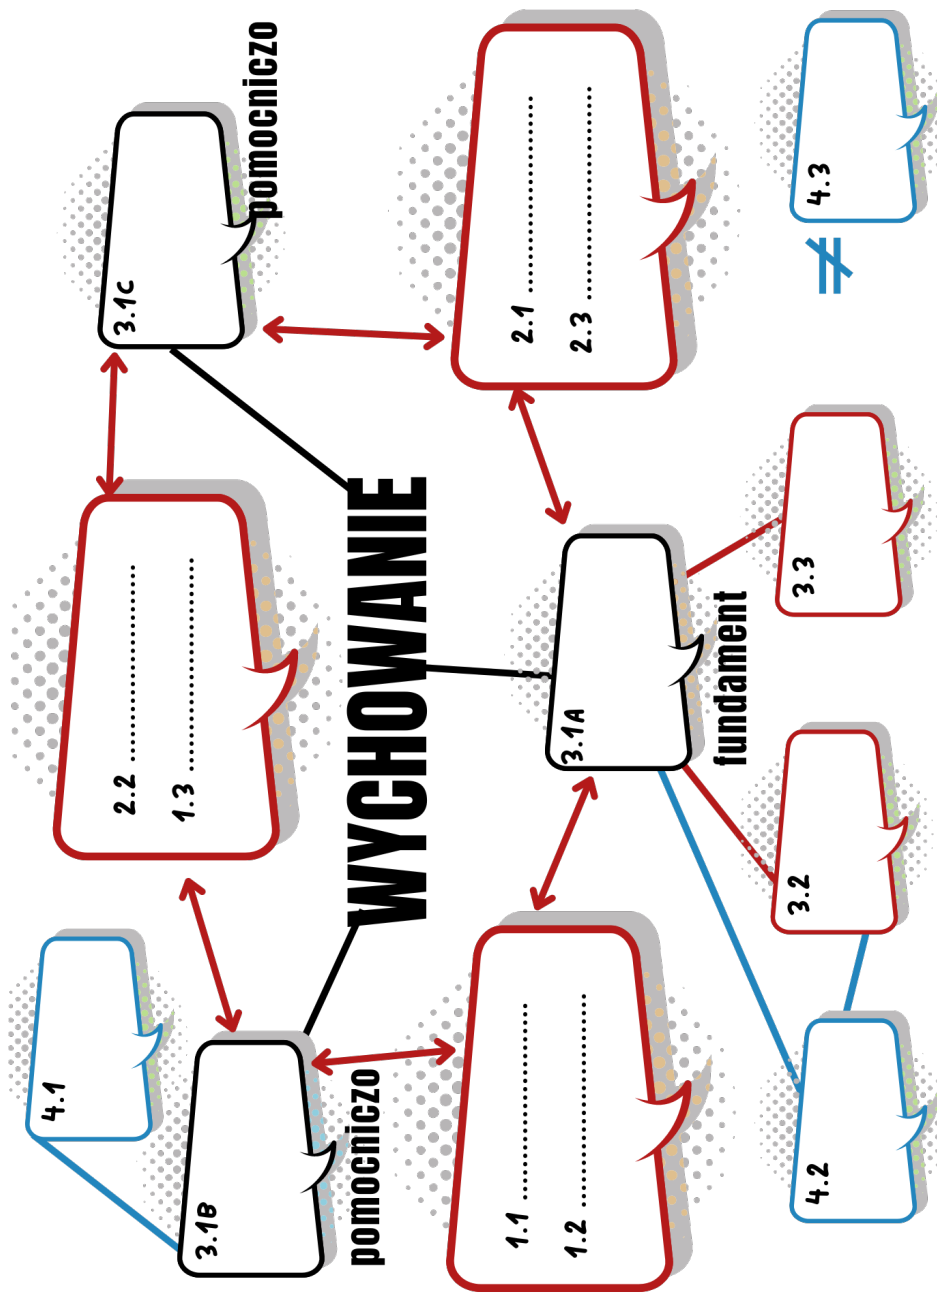 4.1
2.2 ..............................
1.3 ..............................
3.1C
pomocniczo
3.1B
pomocniczo
WYCHOWANIE
1.1 ..............................
1.2 ..............................
3.1A
fundament
2.1 ..............................
2.3 ..............................
4.2
3.2
3.3
≠
4.3